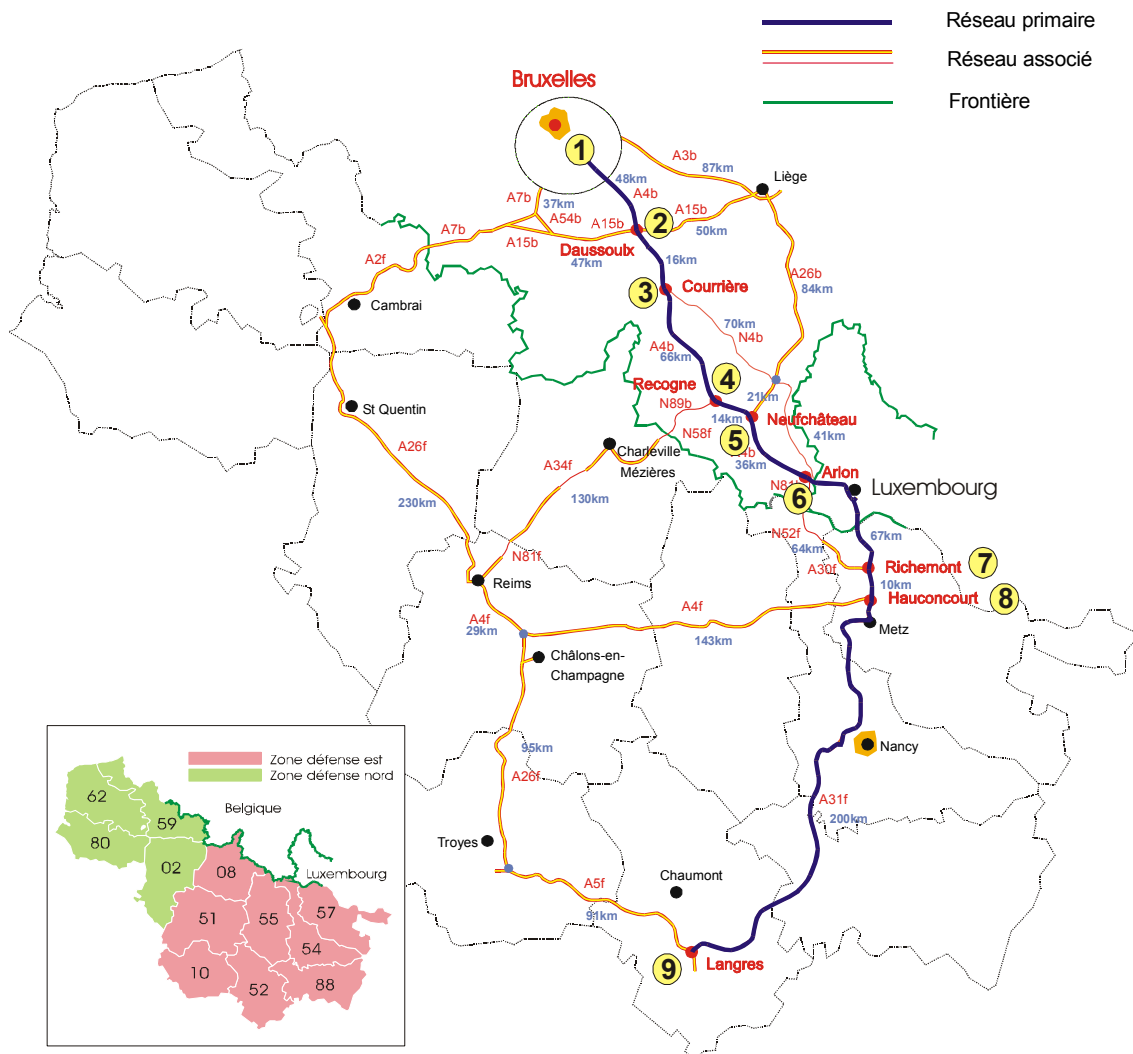 Réseau primaire
Réseau associé
Frontière
Bruxelles
1
A3b
87km
Liège
48km
A4b
A7b
37km
A54b
A7b
A15b
A15b
2
A15b
50km
Daussoulx
47km
A2f
16km
A26b
84km
3
Courrière
Cambrai
70km
N4b
A4b
66km
4
Recogne
21km
N89b
14km
Neufchâteau
St Quentin
N58f
5
41km
Charleville
Mézières
36km
A26f
A34f
Arlon
6
Luxembourg
130km
230km
67km
N52f
64km
N81f
A30f
Richemont
7
10km
Reims
Hauconcourt
8
A4f
29km
A4f
143km
Metz
Châlons-en-
Champagne
95km
Nancy
A26f
A31f
200km
Troyes
Chaumont
A5f
91km
9
Langres
Zone défense est
Zone défense nord
Belgique
62
59
80
02
08
Luxembourg
51
55
57
54
10
52
88